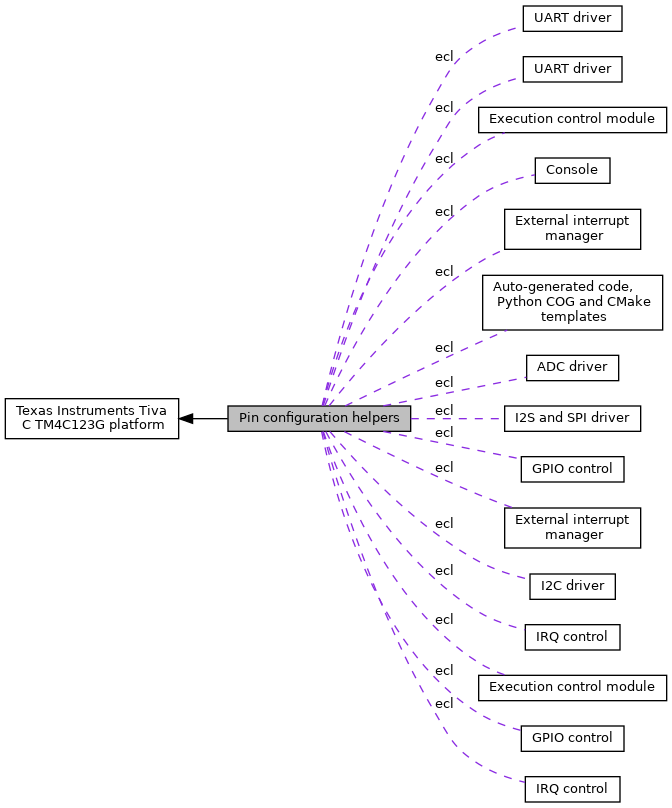 UART driver
ecl
UART driver
ecl
Execution control module
ecl
Console
ecl
External interrupt
manager
ecl
Auto-generated code,
Python COG and CMake
templates
ecl
ADC driver
ecl
Texas Instruments Tiva
C TM4C123G platform
Pin configuration helpers
ecl
I2S and SPI driver
ecl
GPIO control
ecl
External interrupt
manager
ecl
I2C driver
ecl
IRQ control
ecl
Execution control module
ecl
GPIO control
ecl
IRQ control